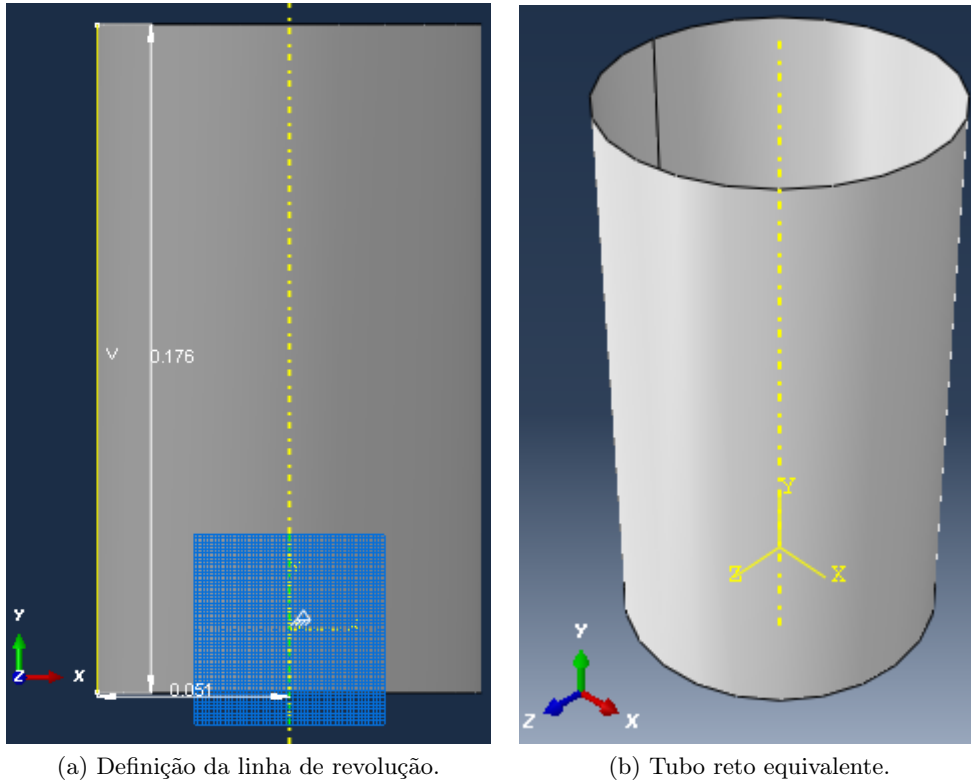 0.176
0.051
Y
Z
X
(a) Definição da linha de revolução.
Y
Z
X
Y
Z
X
(b) Tubo reto equivalente.